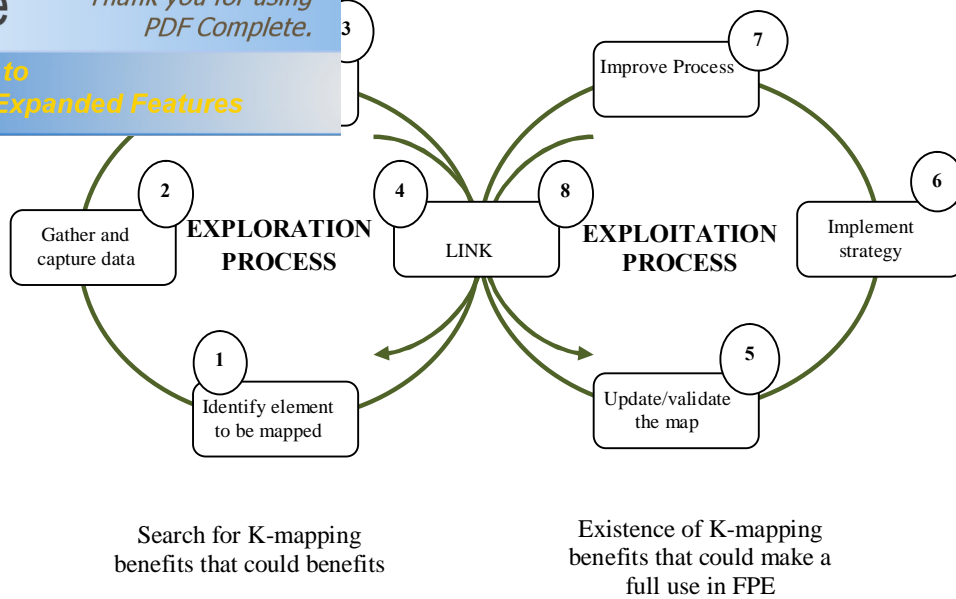 Thank you for using
PDF Complete.
to
Expanded Features
3
7
Improve Process
2
4
8
6
Gather and
capture data
EXPLORATION
PROCESS
LINK
EXPLOITATION
PROCESS
Implement
strategy
1
5
Identify element
to be mapped
Update/validate
the map
Search for K-mapping
benefits that could benefits
Existence of K-mapping
benefits that could make a
full use in FPE